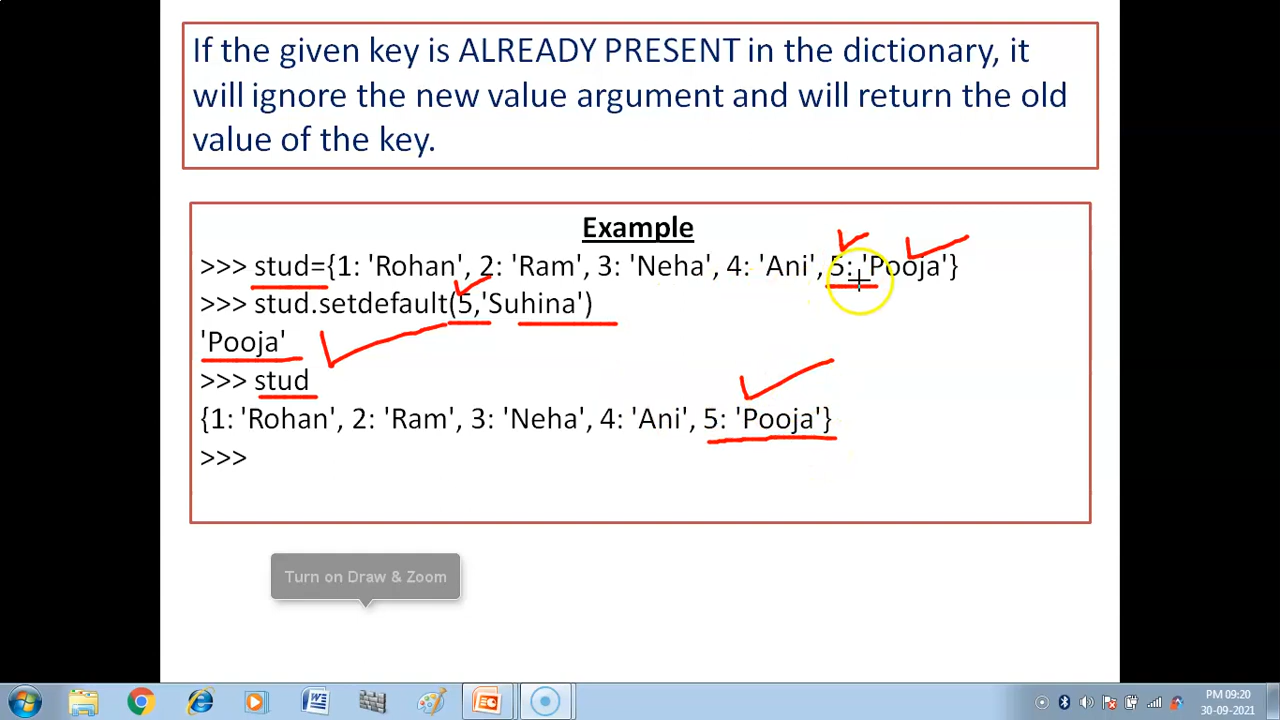 If the given key is ALREADY PRESENT in the dictionary, it
will ignore the new value argument and will return the old
value of the key.
Example
>>> stud={1: 'Rohan', 2: 'Ram', 3: 'Neha', 4: 'Ani', 5: 'Pooja'}
>>> stud.setdefault(5,'Suhina')
'Pooja'
>>> stud
{1: 'Rohan', 2: 'Ram', 3: 'Neha', 4: 'Ani', 5: 'Pooja'}
>>>
Turn on Draw & Zoom
PM 09:20
30-09-2021